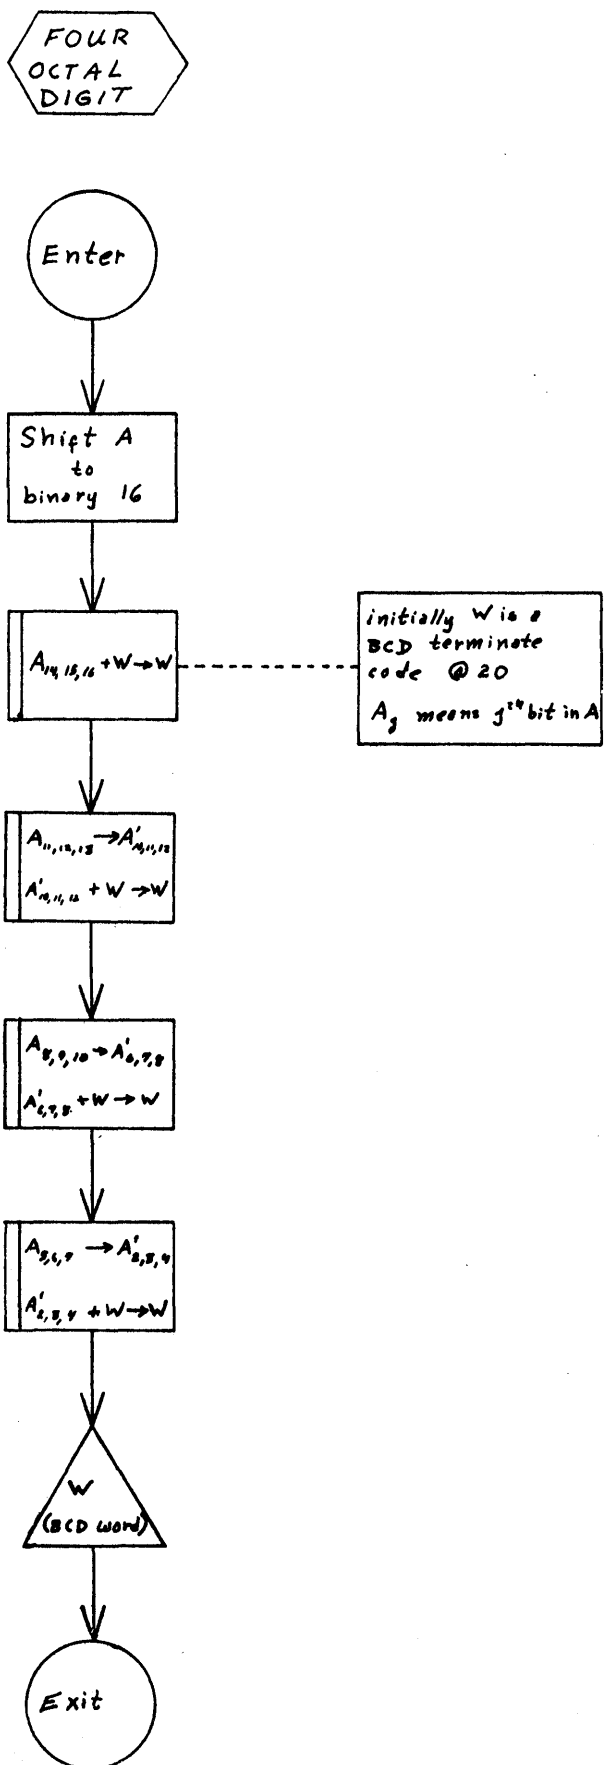 FOUR
OCTAL
DIGIT
Enter
Shift A
to
binary 16
A14,15,16 + W → W
initially W is a
BCD terminate
code @ 20
Aj means jth bit in A
A11,12,13 → A'10,11,12
A'10,11,12 + W → W
A8,9,10 → A'6,7,8
A'6,7,8 + W → W
A5,6,7 → A'2,3,4
A'2,3,4 + W → W
W
(BCD word)
Exit